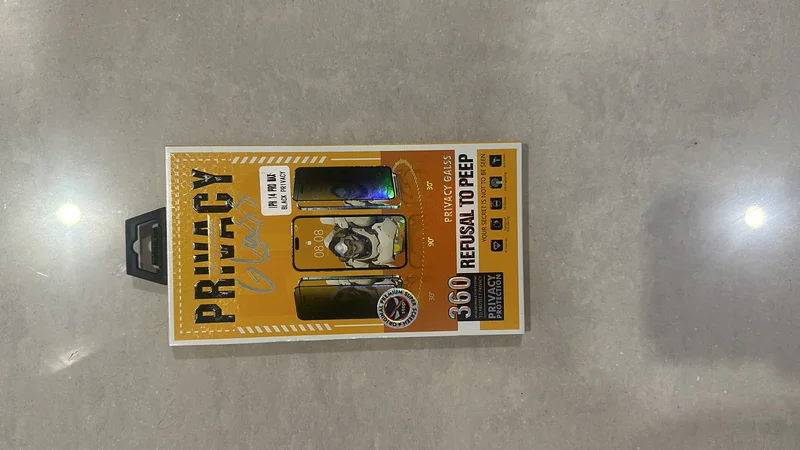 PRIVACY
Glass
IPH 14 PRO MAX
BLACK PRIVACY
08:08
30°
90°
30°
PRIVACY GALSS
360 REFUSAL TO PEEP
YOUR SECRET IS NOT TO BE SEEN
PRIVACY
PROTECTION